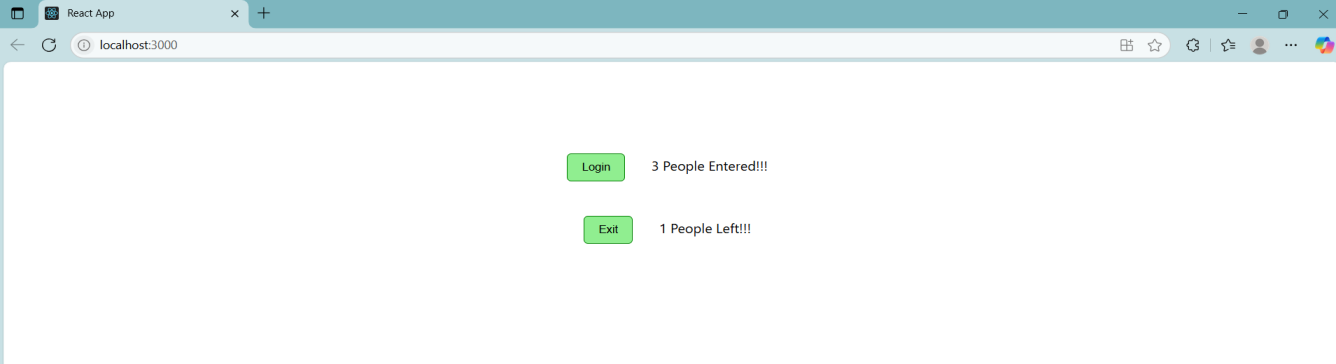 React App
localhost:3000
Login 3 People Entered!!!
Exit 1 People Left!!!